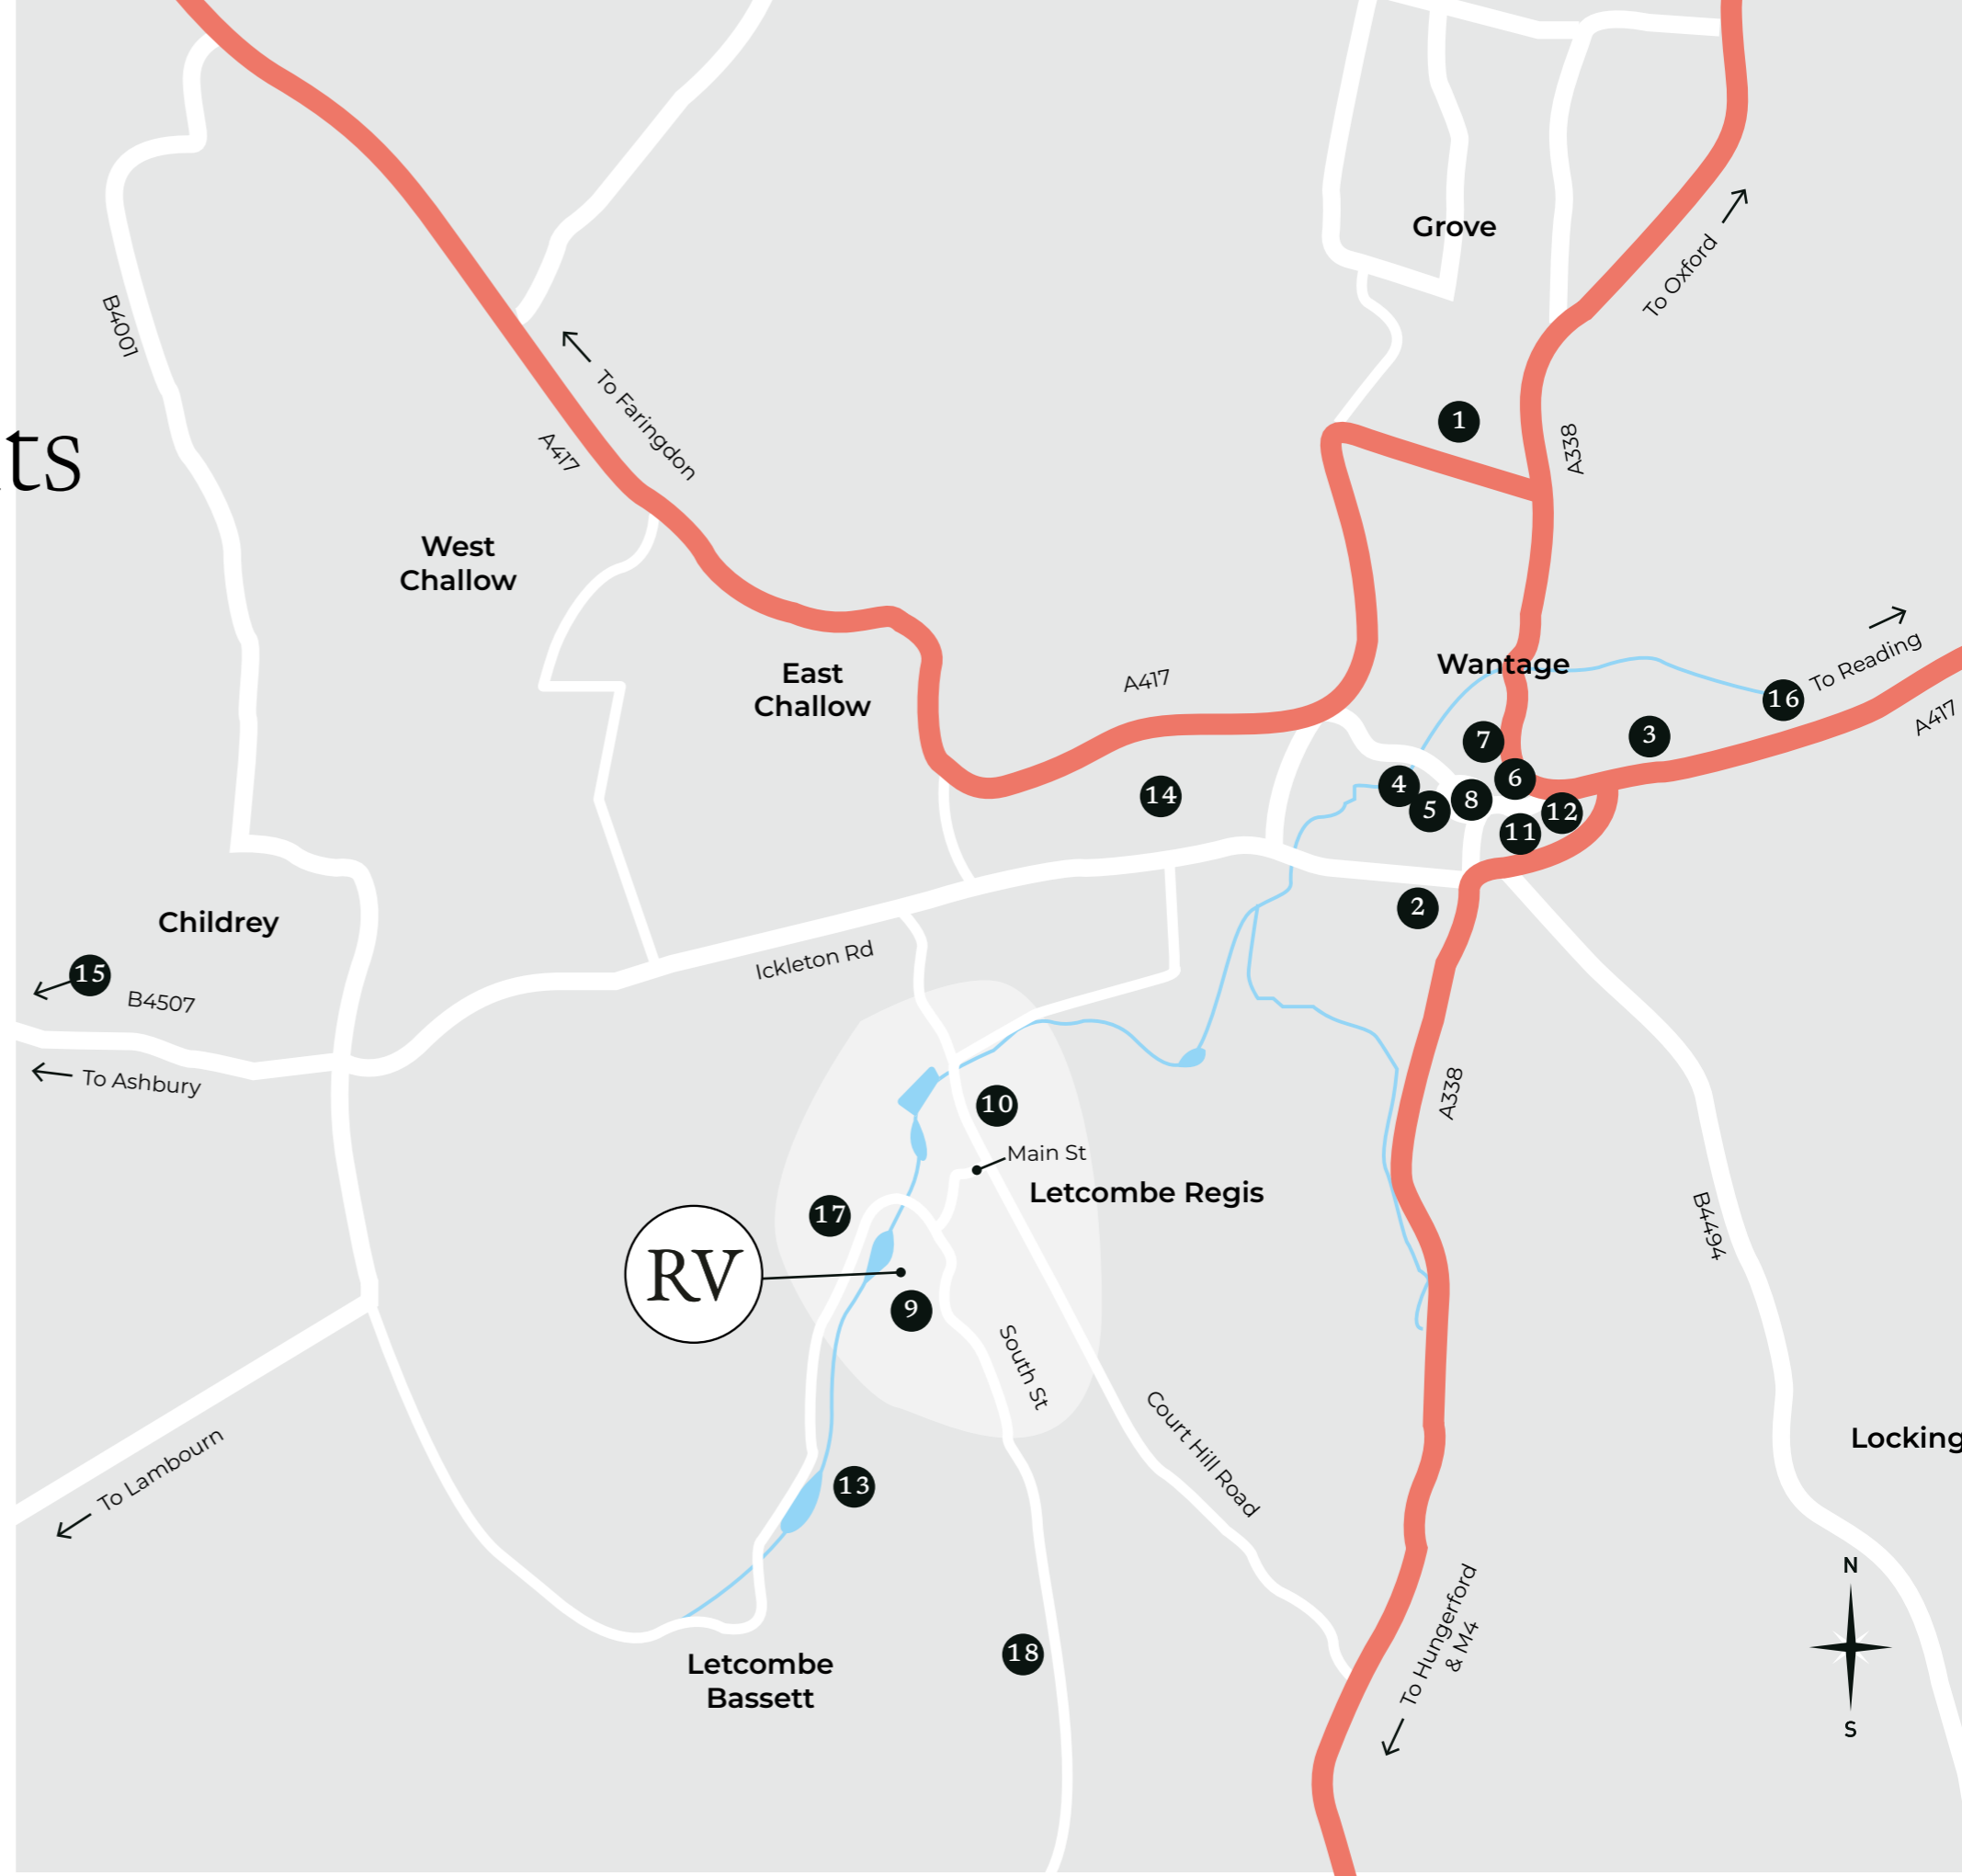 Grove
To Oxford
B4001
To Faringdon
1
A338
A417
ts
West
Challow
To Reading
Wantage
East
Challow
A417
16
A417
7
3
6
4
14
8
5
12
11
2
Childrey
Ickleton Rd
15
B4507
To Ashbury
A338
10
Main St
Letcombe Regis
17
B4494
RV
9
South St
Court Hill Road
Locking
To Lambourn
13
N
To Hungerford
& M4
18
Letcombe
Bassett
S